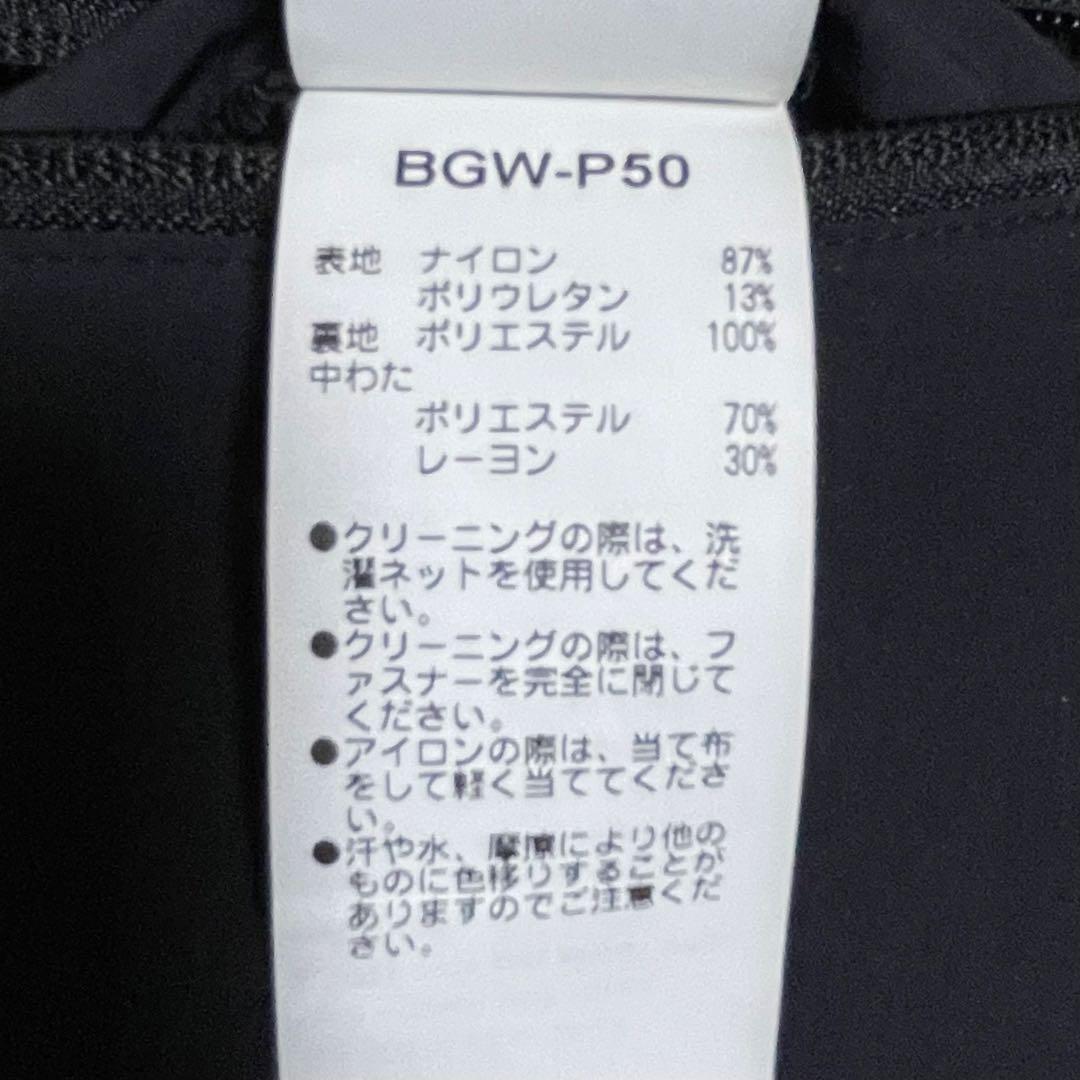 BGW-P50
表地 ナイロン 87%
ポリウレタン 13%
裏地 ポリエステル 100%
中わた
ポリエステル 70%
レーヨン 30%
●クリーニングの際は、洗
濯ネットを使用してくだ
さい。
●クリーニングの際は、フ
ァスナーを完全に閉じて
ください。
●アイロンの際は、当て布
をして軽く当ててくださ
い。
●汗や水、摩擦により他の
ものに色移りすることが
ありますのでご注意くだ
さい。